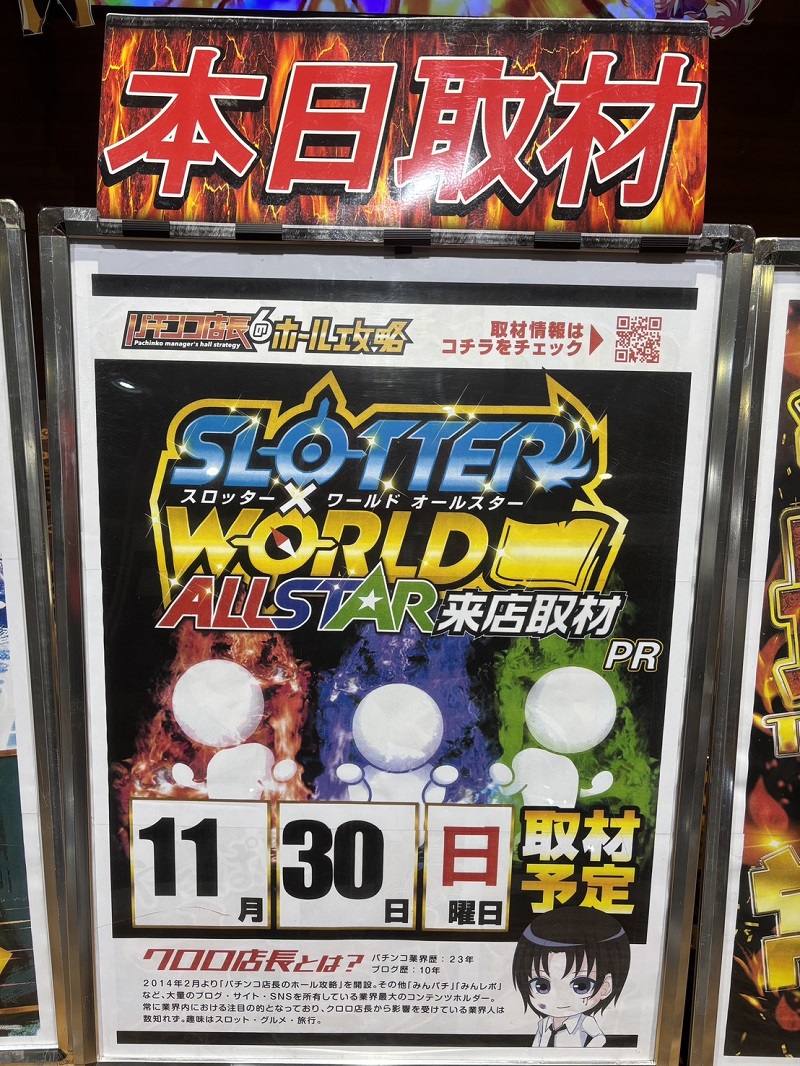 本日取材
パチンコ店長のホール攻略
Pachinko manager's hall strategy
取材情報は
コチラをチェック
SLOTTER
スロッター×ワールド オールスター
WORLD
ALLSTAR 来店取材
PR
11月 30日 日曜日
取材
予定
クロロ店長とは?
パチンコ業界歴:23年
ブログ歴:10年
2014年2月より「パチンコ店長のホール攻略」を開設。その他「みんパチ」「みんレポ」
など、大量のブログ・サイト・SNSを所有している業界最大のコンテンツホルダー。
常に業界内における注目の的となっており、クロロ店長から影響を受けている業界人は
数知れず。趣味はスロット・グルメ・旅行。